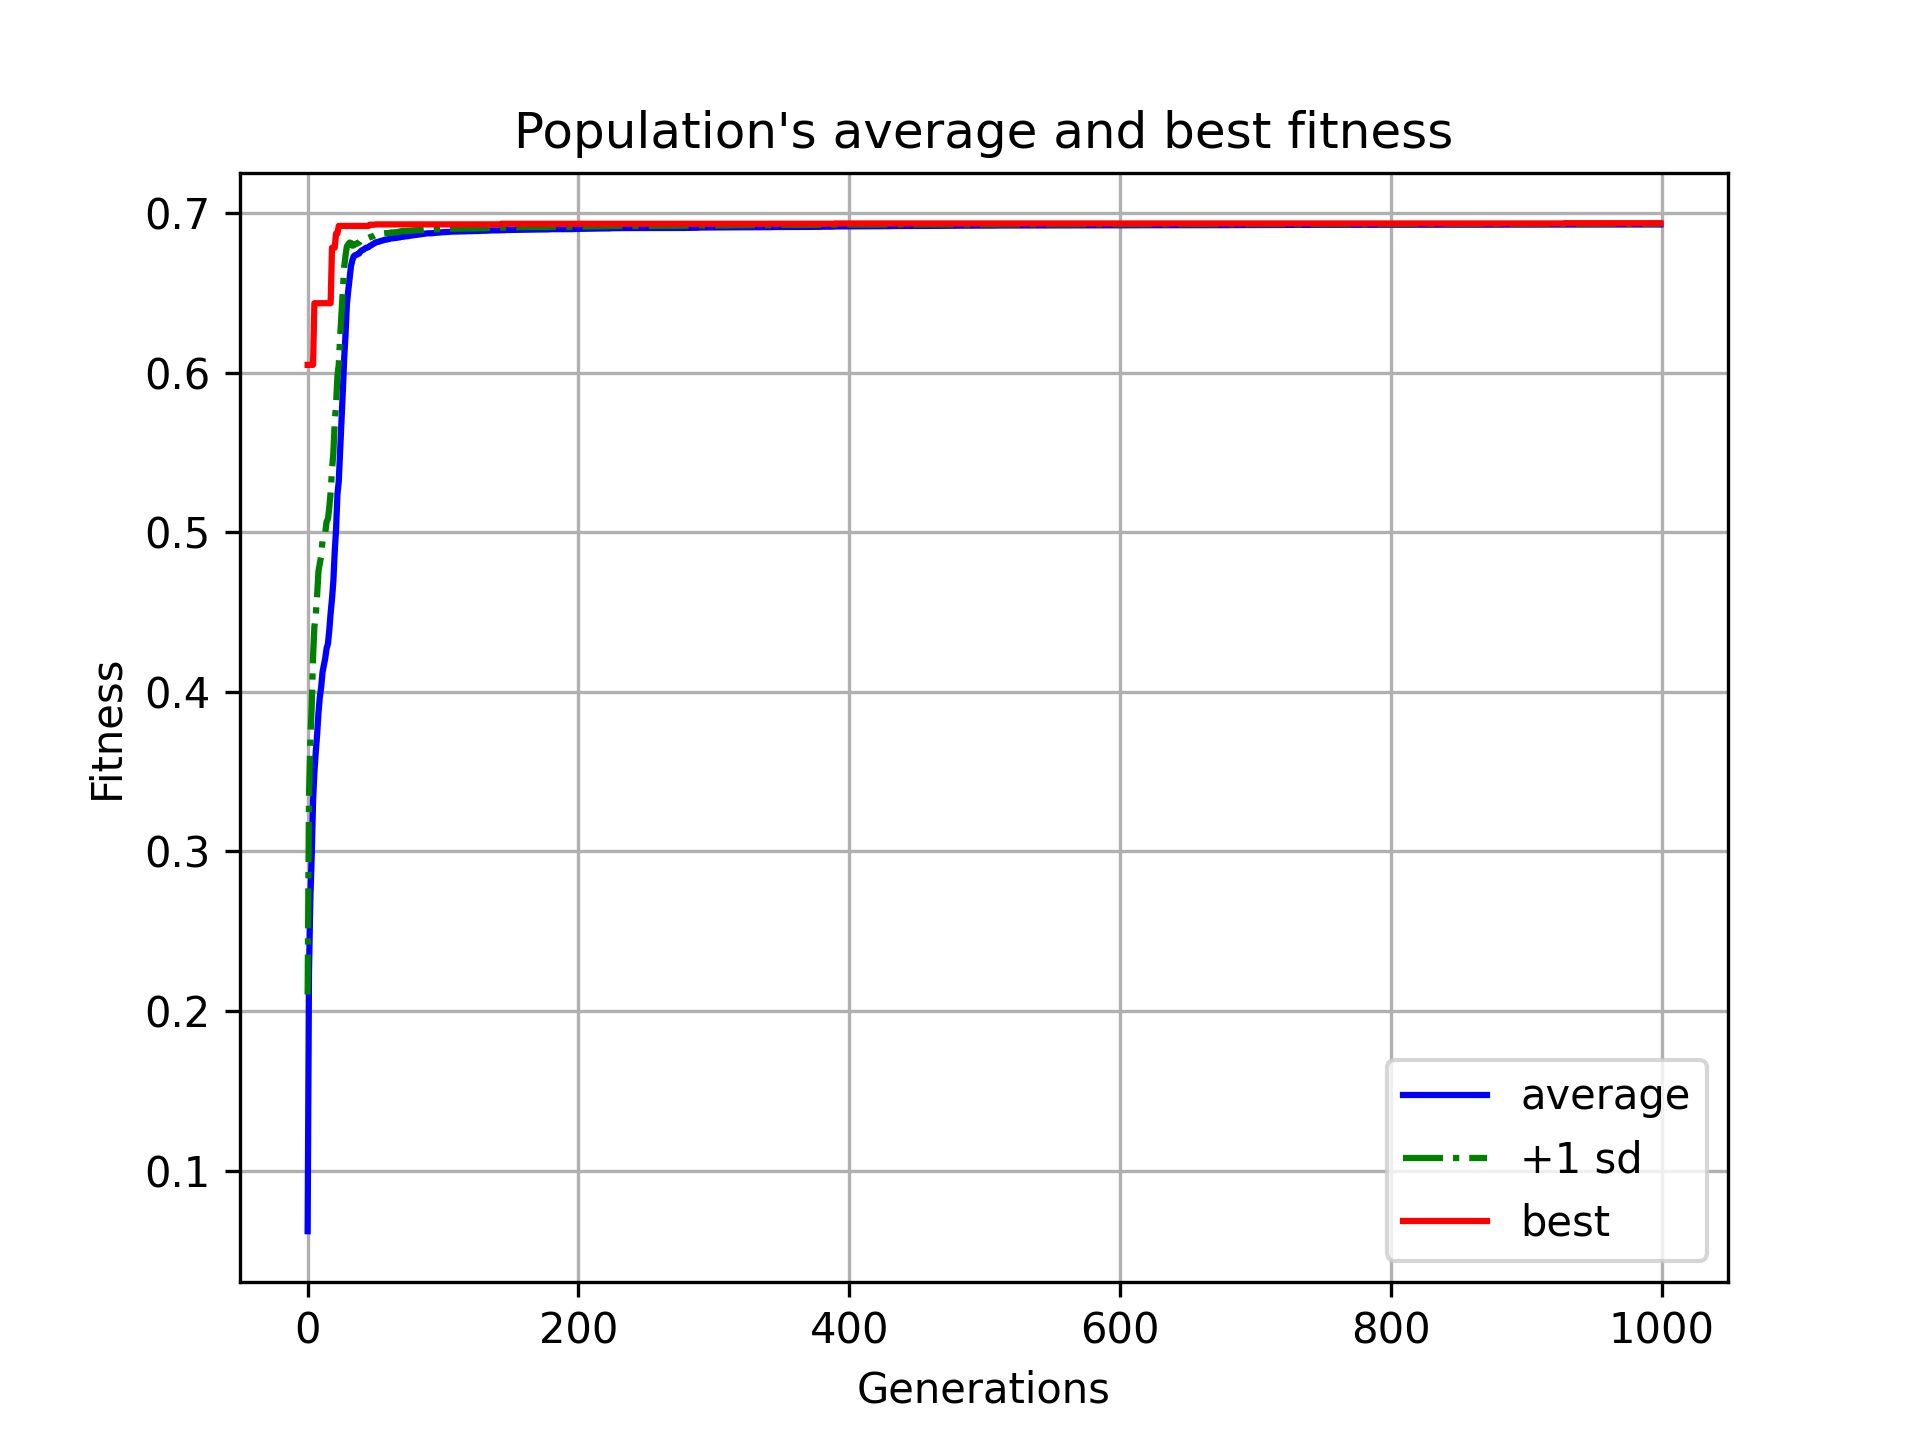 Population's average and best fitness
0.7
0.6
0.5
0.4
0.3
0.2
0.1
Fitness
average
+1 sd
best
0 200 400 600 800 1000
Generations